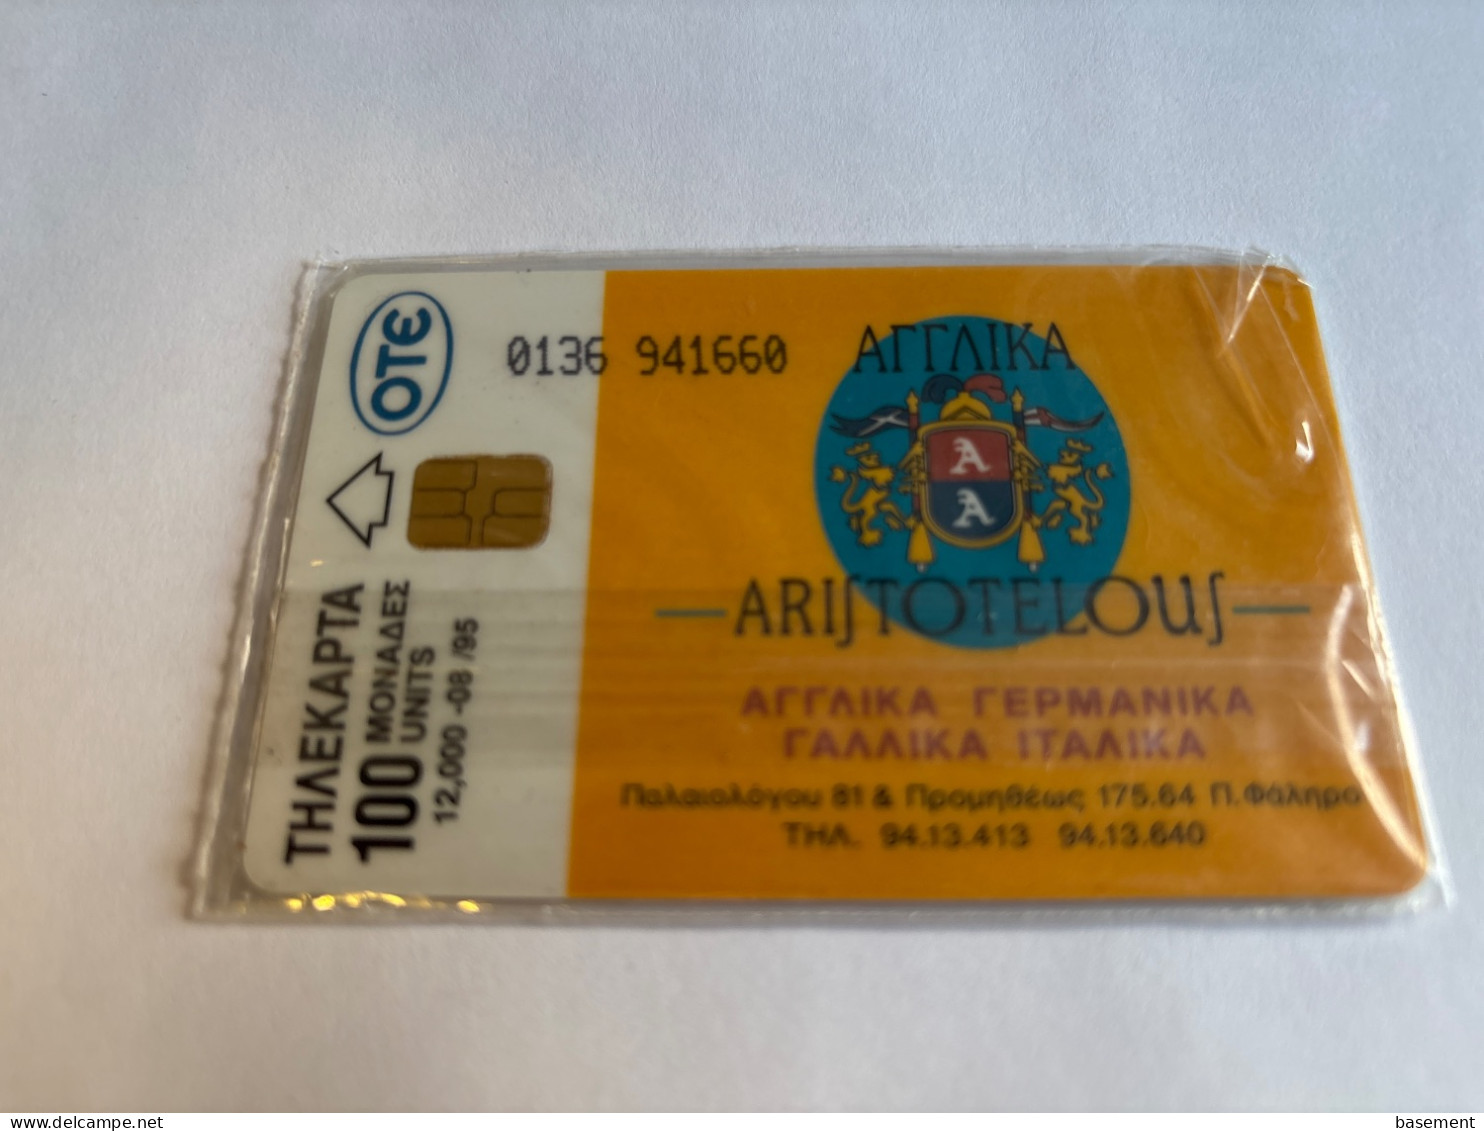 OTE
0136 941660
ΑΓΓΛΙΚΑ
A
A
ARISTOTELOUS
ΑΓΓΛΙΚΑ ΓΕΡΜΑΝΙΚΑ
ΓΑΛΛΙΚΑ ΙΤΑΛΙΚΑ
Παλαιολόγου 81 & Προμηθέως 175.64 Π.Φάληρο
ΤΗΛ. 94.13.413 94.13.640
ΤΗΛΕΚΑΡΤΑ
100 ΜΟΝΑΔΕΣ
UNITS
12,000 -08 /95
delcampe.net
basement